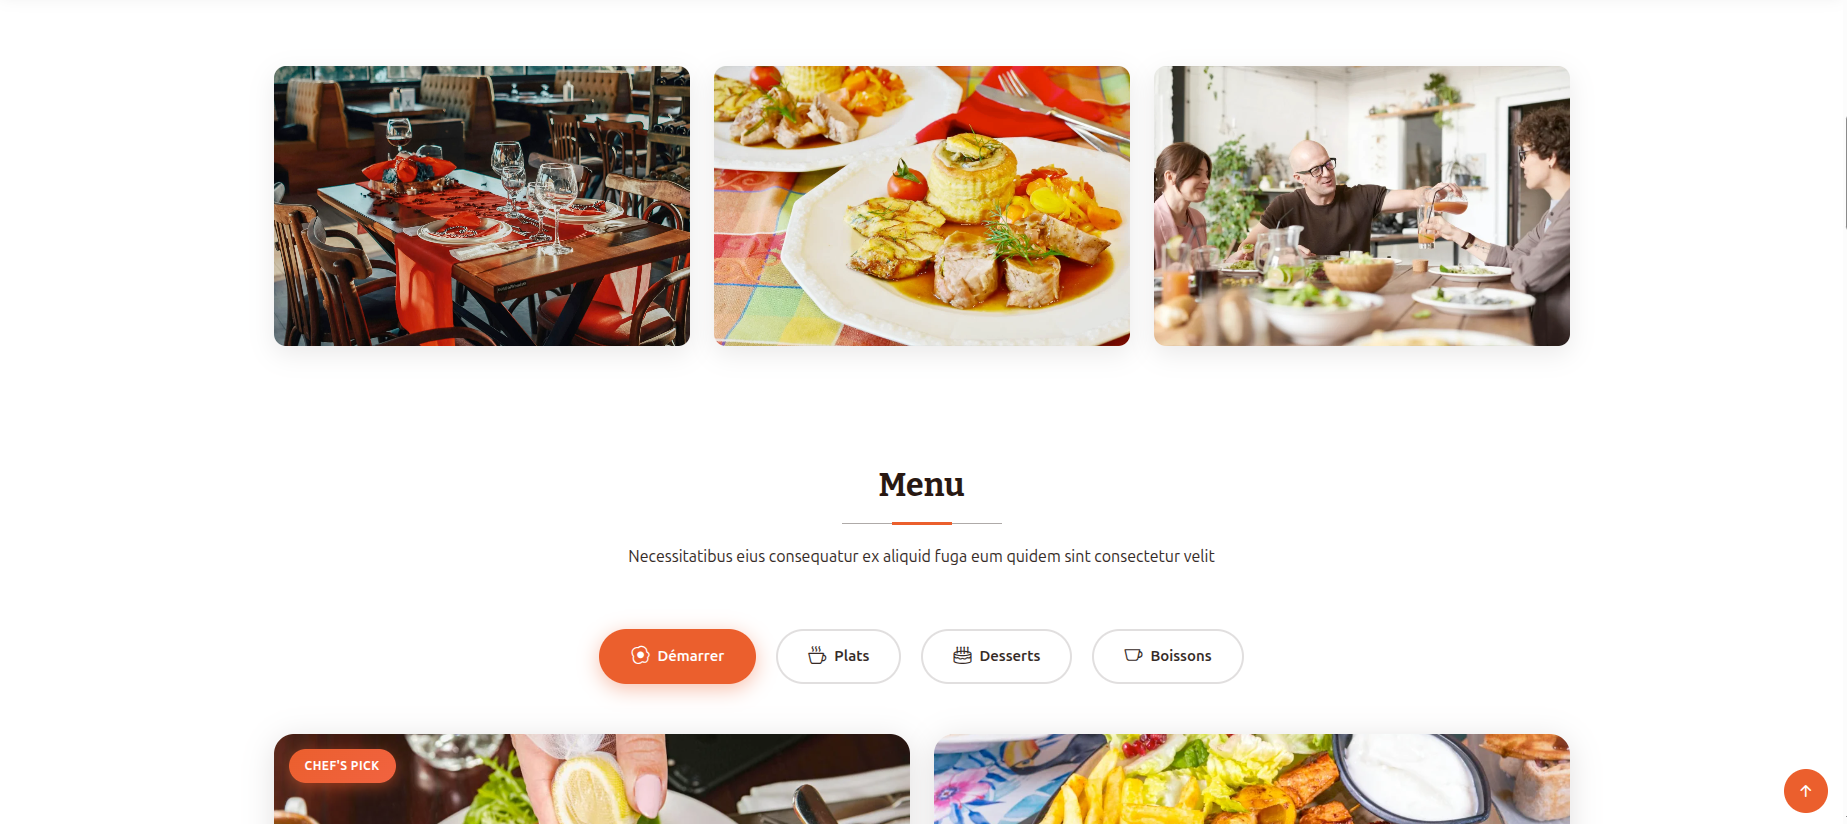 Menu
Necessitatibus eius consequatur ex aliquid fuga eum quidem sint consectetur velit
Démarrer
Plats
Desserts
Boissons
CHEF'S PICK